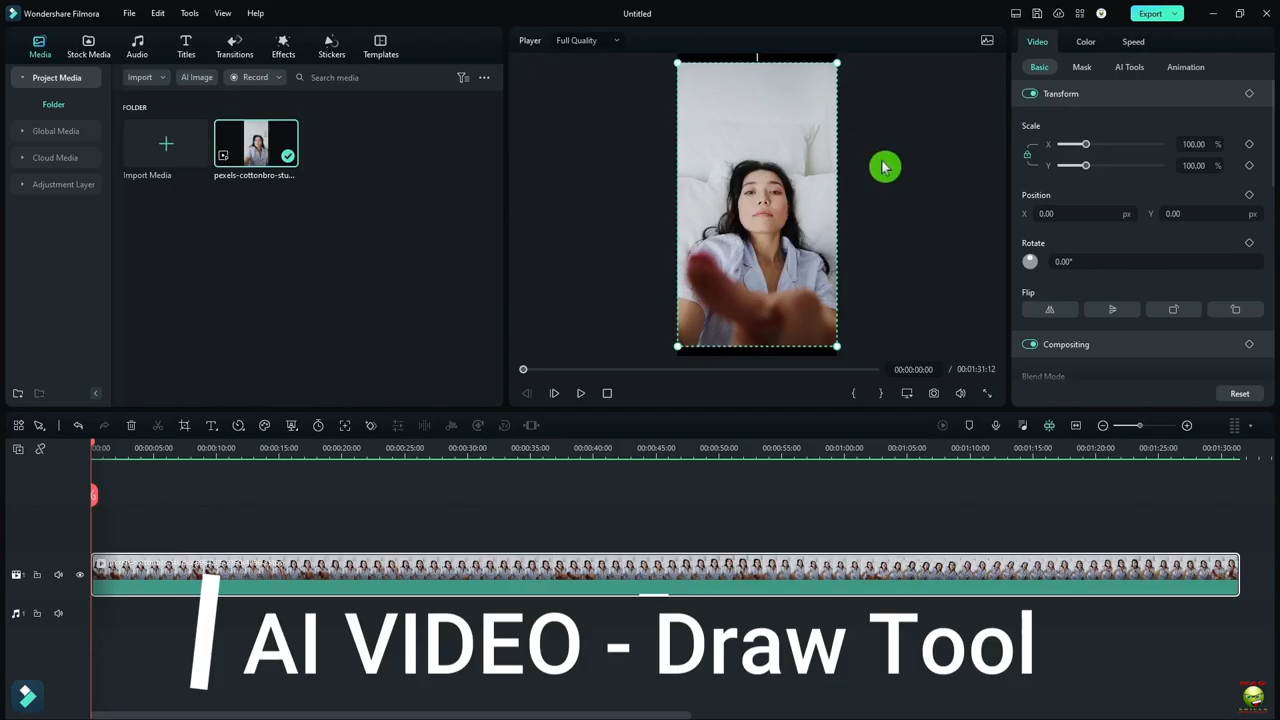 Wondershare Filmora
File
Edit
Tools
View
Help
Untitled
Export
Media
Stock Media
Audio
Titles
Transitions
Effects
Stickers
Templates
Project Media
Folder
Global Media
Cloud Media
Adjustment Layer
Import
AI Image
Record
Search media
FOLDER
Import Media
pexels-cottonbro-stu...
Player
Full Quality
00:00:00:00 / 00:01:31:12
Video
Color
Speed
Basic
Mask
AI Tools
Animation
Transform
Scale
X 100.00 %
Y 100.00 %
Position
X 0.00 px Y 0.00 px
Rotate
0.00°
Flip
Compositing
Blend Mode
Reset
00:00 00:00:05:00 00:00:10:00 00:00:15:00 00:00:20:00 00:00:25:00 00:00:30:00 00:00:35:00 00:00:40:00 00:00:45:00 00:00:50:00 00:00:55:00 00:01:00:00 00:01:05:00 00:01:10:00 00:01:15:00 00:01:20:00 00:01:25:00 00:01:30:00
1
1
AI VIDEO - Draw Tool